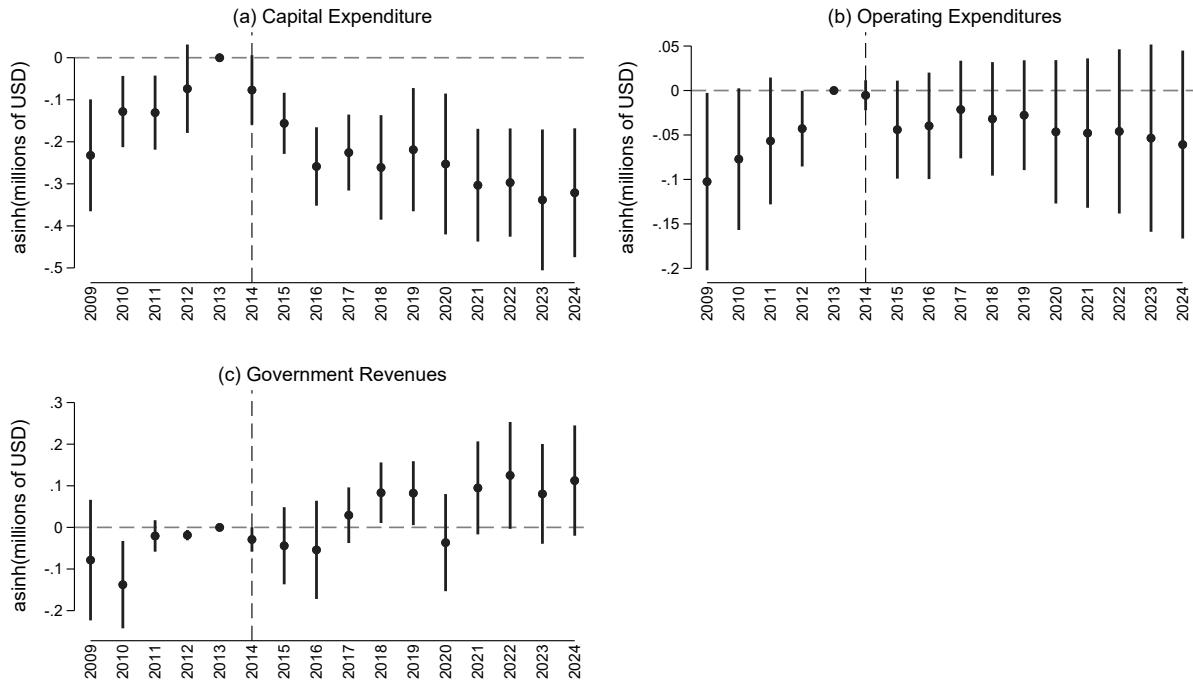 (a) Capital Expenditure
asinh(millions of USD)
0
-.1
-.2
-.3
-.4
-.5
2009 2010 2011 2012 2013 2014 2015 2016 2017 2018 2019 2020 2021 2022 2023 2024
(b) Operating Expenditures
asinh(millions of USD)
.05
0
-.05
-.1
-.15
-.2
2009 2010 2011 2012 2013 2014 2015 2016 2017 2018 2019 2020 2021 2022 2023 2024
(c) Government Revenues
asinh(millions of USD)
.3
.2
.1
0
-.1
-.2
2009 2010 2011 2012 2013 2014 2015 2016 2017 2018 2019 2020 2021 2022 2023 2024